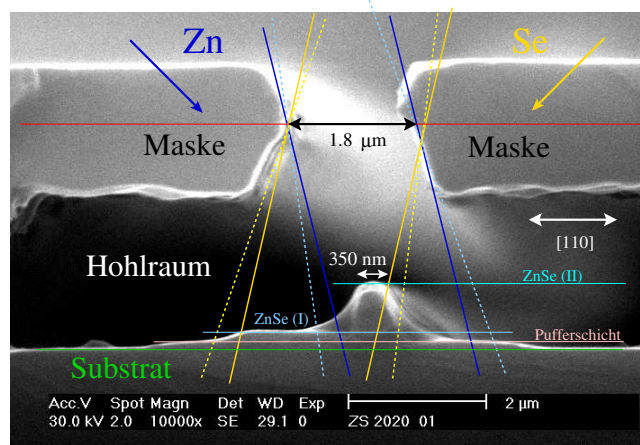 Zn Se
Maske 1.8 µm Maske
[110]
Hohlraum 350 nm ZnSe (II)
ZnSe (I) Pufferschicht
Substrat
Acc.V Spot Magn Det WD Exp
30.0 kV 2.0 10000x SE 29.1 0 ZS 2020 01 2 µm